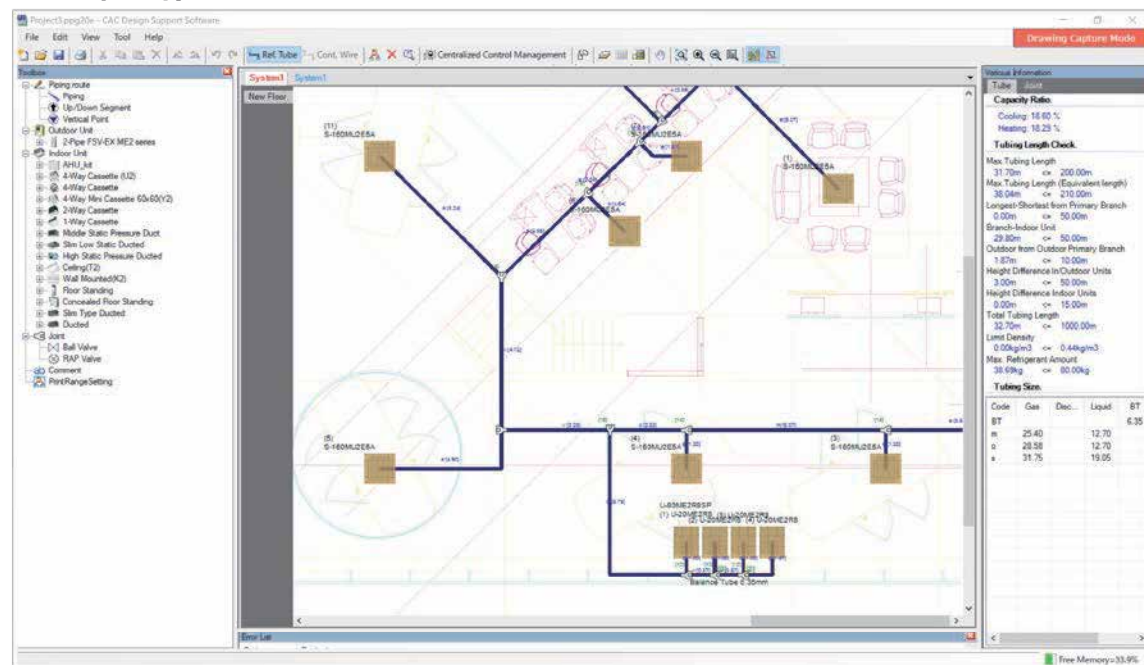 Project3.ppg20e - CAC Design Support Software
File Edit View Tool Help
Drawing Capture Mode
Ref. Tube Cont. Wire Centralized Control Management
Toolbox
Piping route
Piping
Up/Down Segment
Vertical Point
Outdoor Unit
2-Pipe FSV-EX ME2 series
Indoor Unit
AHU_kit
4-Way Cassette (U2)
4-Way Cassette
4-Way Mini Cassette 60x60(Y2)
2-Way Cassette
1-Way Cassette
Middle Static Pressure Duct
Slim Low Static Ducted
High Static Pressure Ducted
Ceiling(T2)
Wall Mounted(K2)
Floor Standing
Concealed Floor Standing
Slim Type Ducted
Ducted
Joint
Ball Valve
RAP Valve
Comment
PrintRangeSetting
System1 System1
New Floor
(11)
S-160MU2E5A
S-160MU2E5A
(1)
S-160MU2E5A
S-160MU2E5A
(5)
S-160MU2E5A
(4)
S-160MU2E5A
(3)
S-160MU2E5A
U-80ME2R8SP
(1) U-20ME2R8
(2) U-20ME2R8
(4) U-20ME2R8
Balance Tube 6.35mm
Error List
Various Information
Tube Joint
Capacity Ratio.
Cooling: 18.60 %
Heating: 18.29 %
Tubing Length Check.
Max.Tubing Length
31.70m <= 200.00m
Max.Tubing Length (Equivalent length)
38.04m <= 210.00m
Longest-Shortest from Primary Branch
0.00m <= 50.00m
Branch-Indoor Unit
29.80m <= 50.00m
Outdoor from Outdoor Primary Branch
1.87m <= 10.00m
Height Difference In/Outdoor Units
3.00m <= 50.00m
Height Difference Indoor Units
0.00m <= 15.00m
Total Tubing Length
32.70m <= 1000.00m
Limit Density
0.00kg/m3 <= 0.44kg/m3
Max. Refrigerant Amount
38.69kg <= 80.00kg
Tubing Size.
Code Gas Disc... Liquid BT
BT 6.35
m 25.40 12.70
o 28.58 12.70
31.75 19.05
Free Memory=33.9%